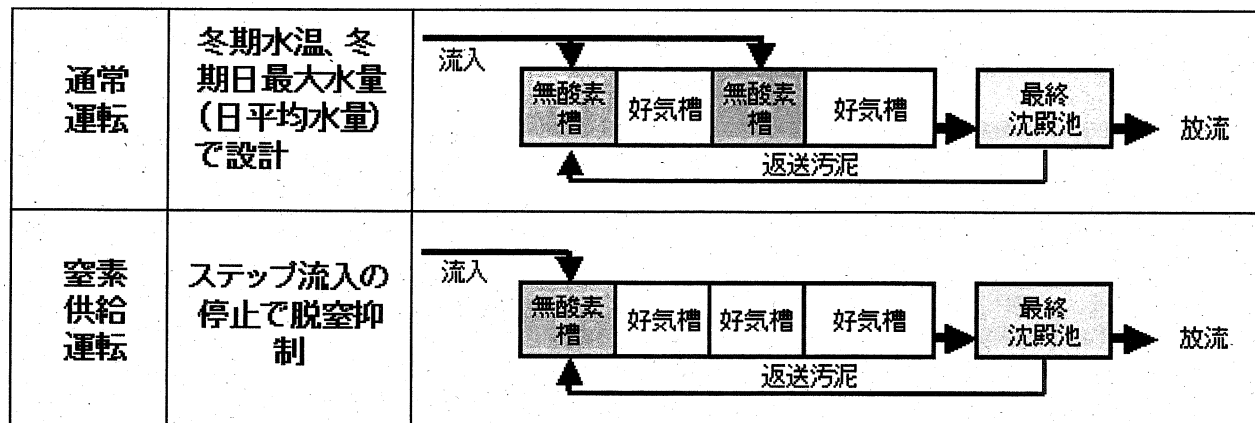 通常
運転
冬期水温、冬
期日最大水量
(日平均水量)
で設計
流入
無酸素
槽
好気槽
無酸素
槽
好気槽
最終
沈殿池
放流
返送汚泥
窒素
供給
運転
ステップ流入の
停止で脱窒抑
制
流入
無酸素
槽
好気槽
好気槽
好気槽
最終
沈殿池
放流
返送汚泥